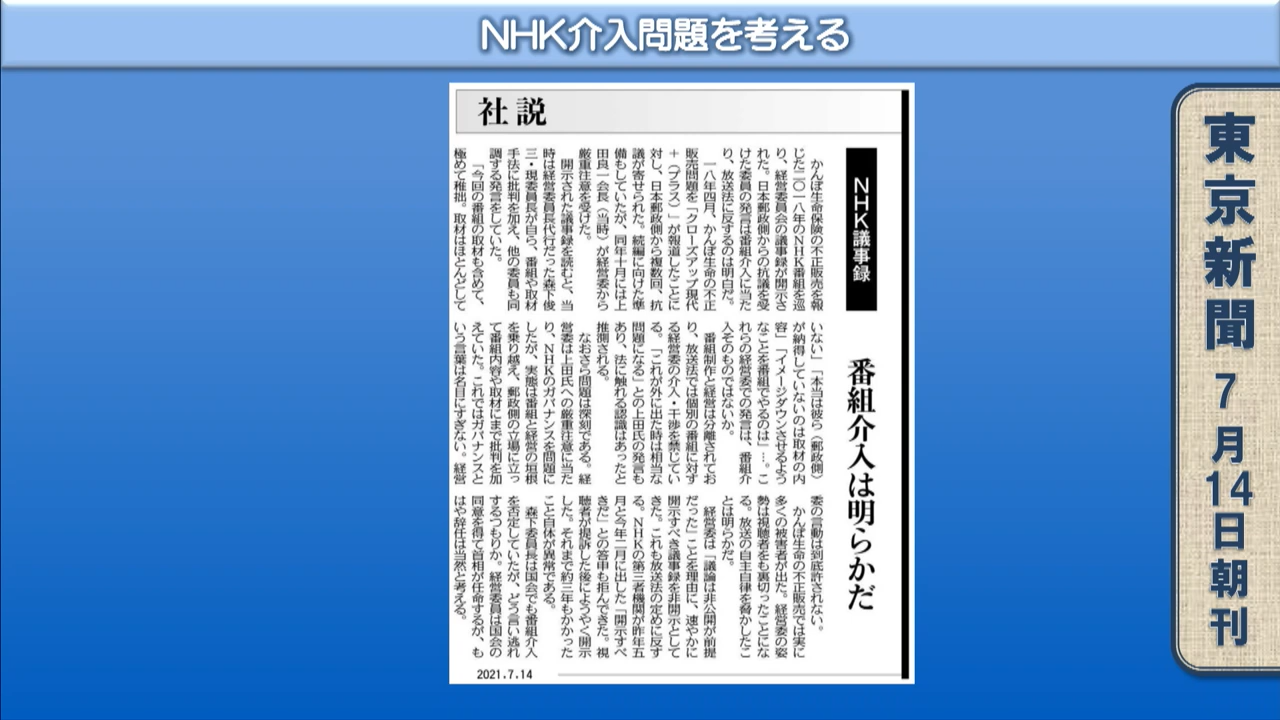 NHK介入問題を考える
東京新聞 7月14日朝刊
社説
NHK議事録
番組介入は明らかだ
かんぽ生命保険の不正販売を報
じた二〇一八年のNHK番組を巡
り、経営委員会の議事録が開示さ
れた。日本郵政側からの抗議を受
けた委員の発言は番組介入に当た
り、放送法に反するのは明白だ。
一八年四月、かんぽ生命の不正
販売問題を「クローズアップ現代
+(プラス)」が報道したことに
対し、日本郵政側から複数回、抗
議が寄せられた。続編に向けた準
備もしていたが、同年十月には上
田良一会長(当時)が経営委から
厳重注意を受けた。
開示された議事録を読むと、当
時は経営委員長代行だった森下俊
三・現委員長が自ら、番組や取材
手法に批判を加え、他の委員も同
調する発言をしていた。
「今回の番組の取材も含めて、
極めて稚拙。取材はほとんどして
いない」「本当は彼ら(郵政側)
が納得していないのは取材の内
容」「イメージダウンさせるよう
なことを番組でやるのは」…。こ
れらの経営委での発言は、番組介
入そのものではないか。
番組制作と経営は分離されてお
り、放送法では個別の番組に対す
る経営委の介入・干渉を禁じてい
る。「これが外に出た時は相当な
問題になる」との上田氏の発言も
あり、法に触れる認識はあったと
推測される。
なおさら問題は深刻である。経
営委は上田氏への厳重注意に当た
り、NHKのガバナンスを問題に
したが、実態は番組と経営の垣根
を乗り越え、郵政側の立場に立っ
て番組内容や取材にまで批判を加
えていた。これではガバナンスと
いう言葉は名目にすぎない。経営
委の言動は到底許されない。
かんぽ生命の不正販売では実に
多くの被害者が出た。経営委の姿
勢は視聴者をも裏切ったことにな
る。放送の自主自律を脅かしたこ
とは明らかだ。
経営委は「議論は非公開が前提
だった」ことを理由に、速やかに
開示すべき議事録を非開示として
きた。これも放送法の定めに反す
る。NHKの第三者機関が昨年五
月と今年二月に出した「開示すべ
きだ」との答申も拒んできた。視
聴者が提訴した後にようやく開示
した。それまで約三年もかかった
こと自体が異常である。
森下委員長は国会でも番組介入
を否定していたが、どう言い逃れ
するつもりか。経営委員は国会の
同意を得て首相が任命するが、も
はや辞任は当然と考える。
2021.7.14